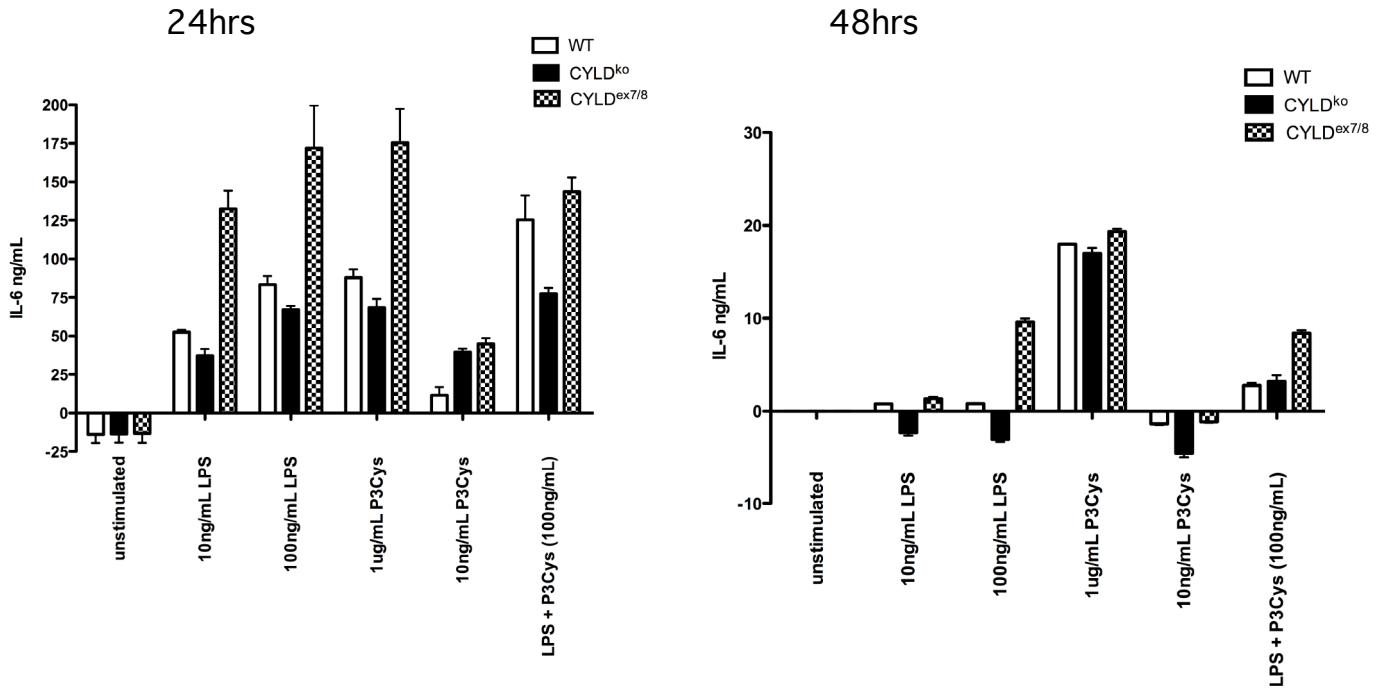 24hrs
WT
CYLDko
CYLDex7/8
200
175
150
125
100
75
50
25
0
-25
IL-6 ng/mL
unstimulated
10ng/mL LPS
100ng/mL LPS
1ug/mL P3Cys
10ng/mL P3Cys
LPS + P3Cys (100ng/mL)
48hrs
WT
CYLDko
CYLDex7/8
30
20
10
0
-10
IL-6 ng/mL
unstimulated
10ng/mL LPS
100ng/mL LPS
1ug/mL P3Cys
10ng/mL P3Cys
LPS + P3Cys (100ng/mL)